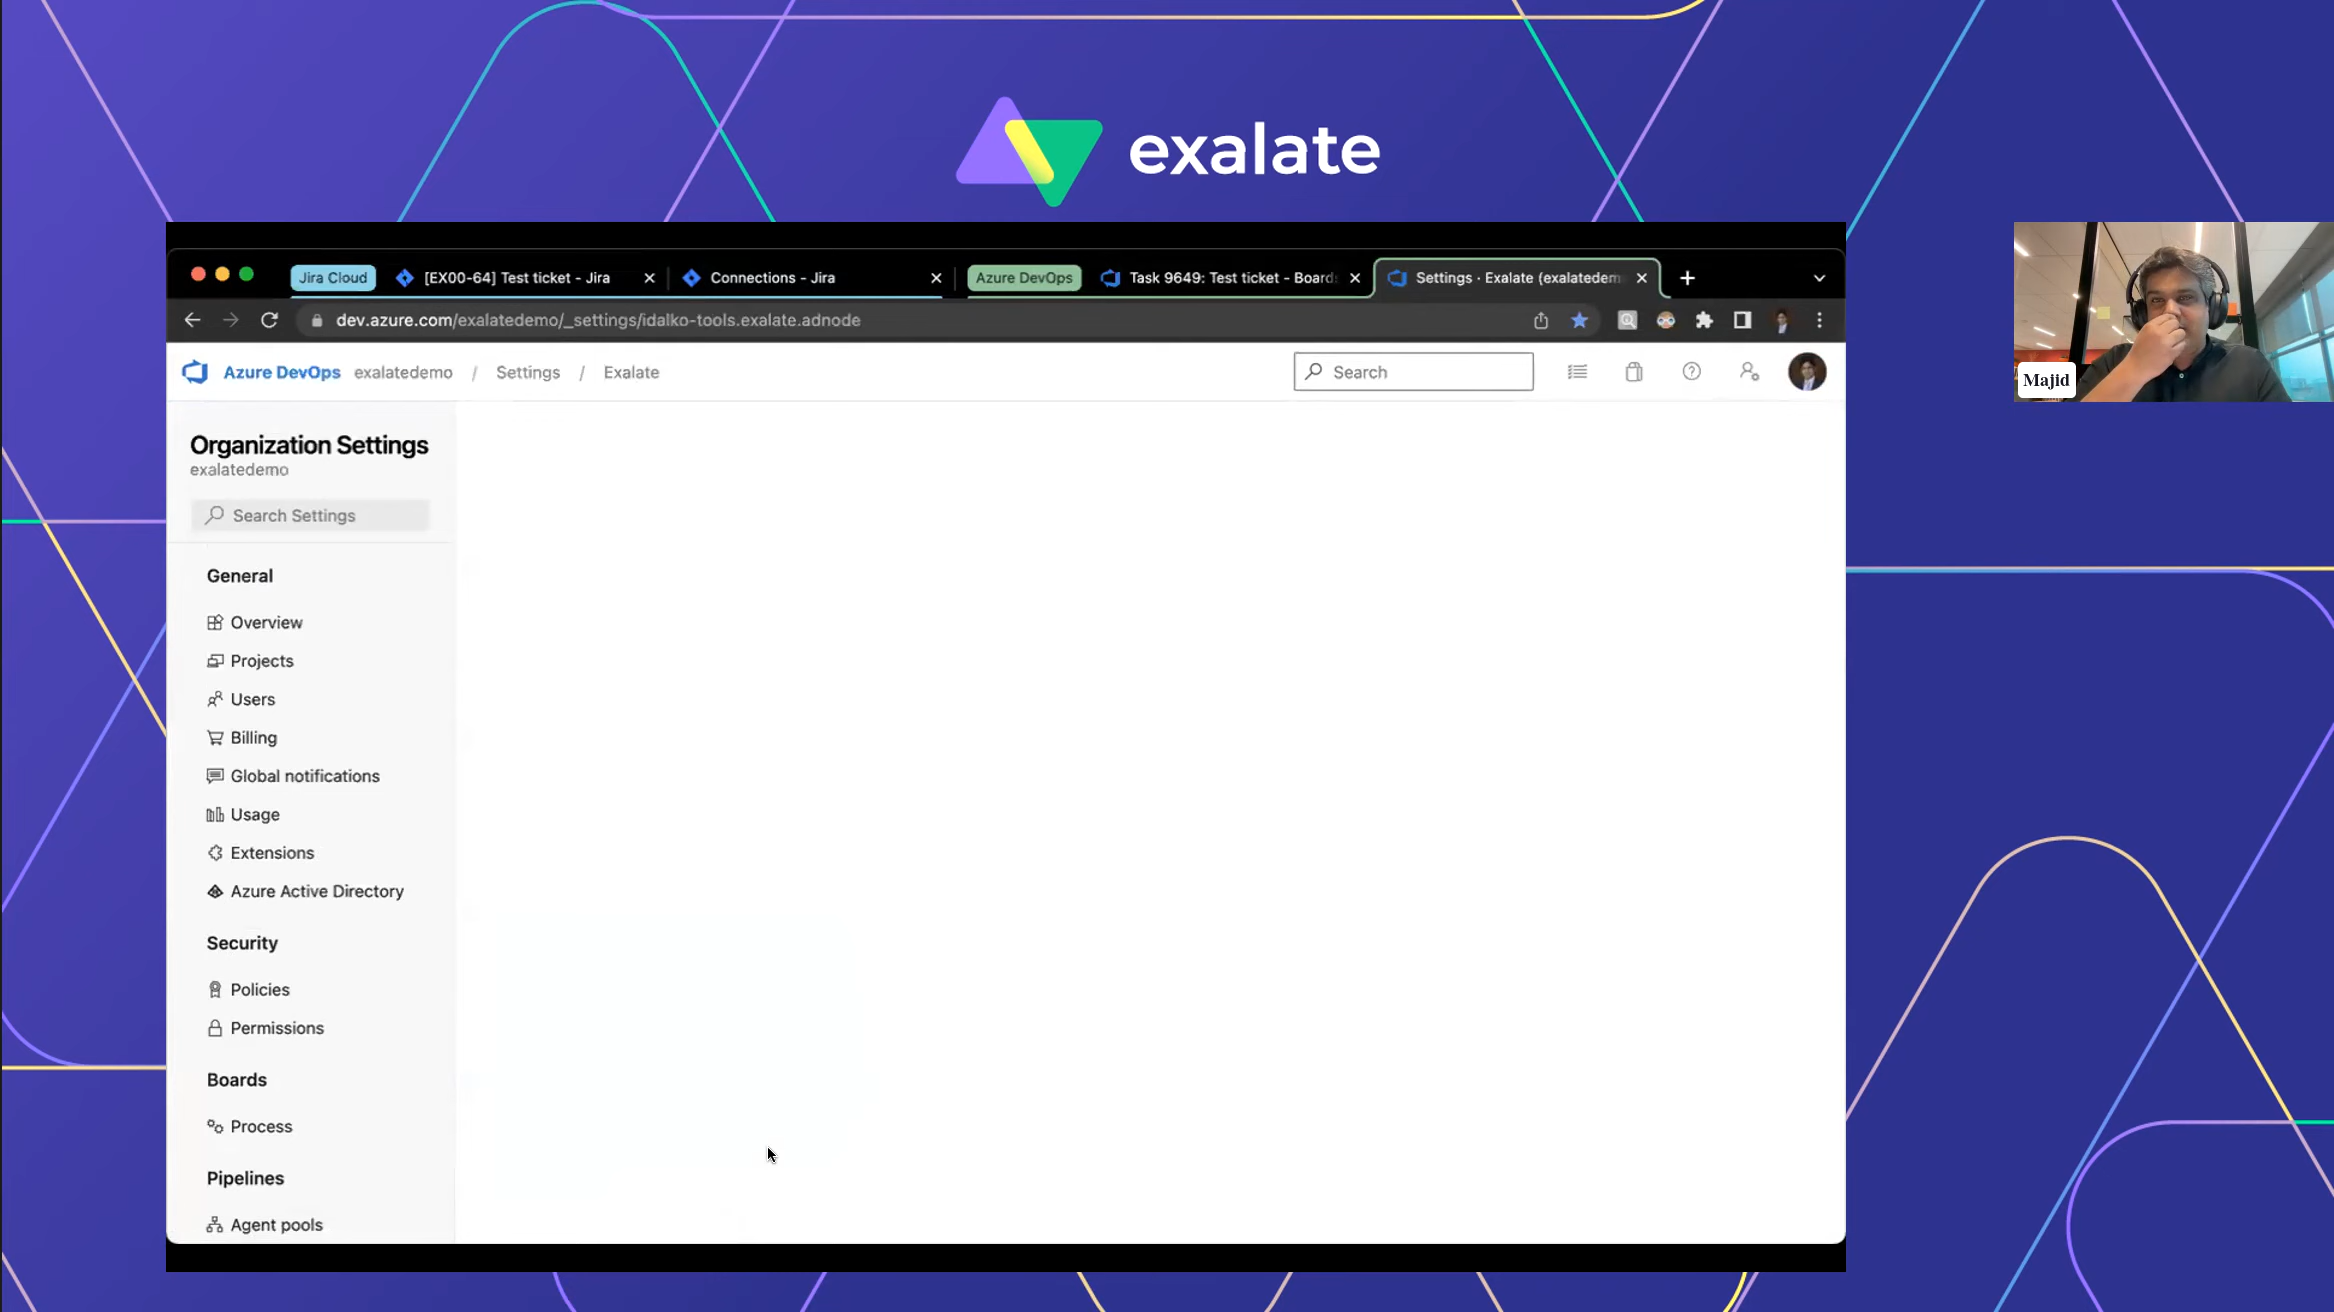 exalate
Jira Cloud
[EX00-64] Test ticket - Jira
Connections - Jira
Azure DevOps
Task 9649: Test ticket - Board
Settings · Exalate (exalatedem
dev.azure.com/exalatedemo/_settings/idalko-tools.exalate.adnode
Azure DevOps exalatedemo / Settings / Exalate
Search
Majid
Organization Settings
exalatedemo
Search Settings
General
Overview
Projects
Users
Billing
Global notifications
Usage
Extensions
Azure Active Directory
Security
Policies
Permissions
Boards
Process
Pipelines
Agent pools